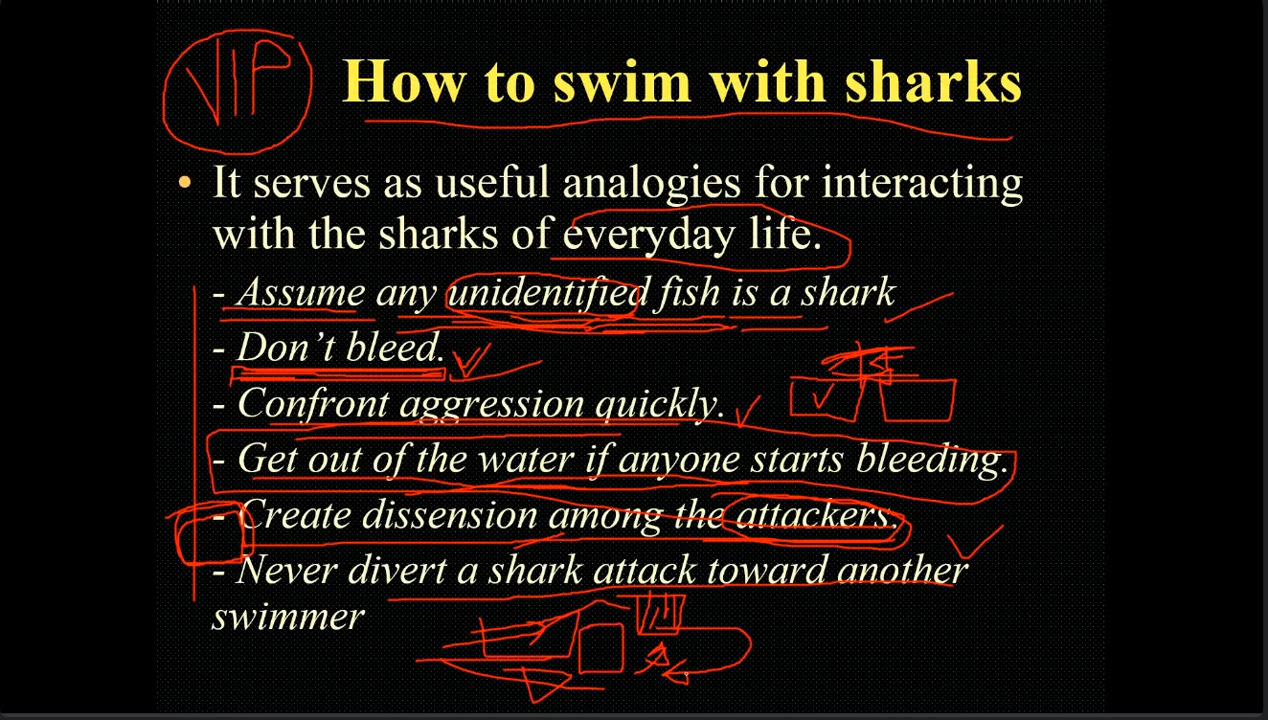 VIP
How to swim with sharks
• It serves as useful analogies for interacting
with the sharks of everyday life.
- Assume any unidentified fish is a shark
- Don’t bleed.
- Confront aggression quickly.
- Get out of the water if anyone starts bleeding.
- Create dissension among the attackers.
- Never divert a shark attack toward another
swimmer